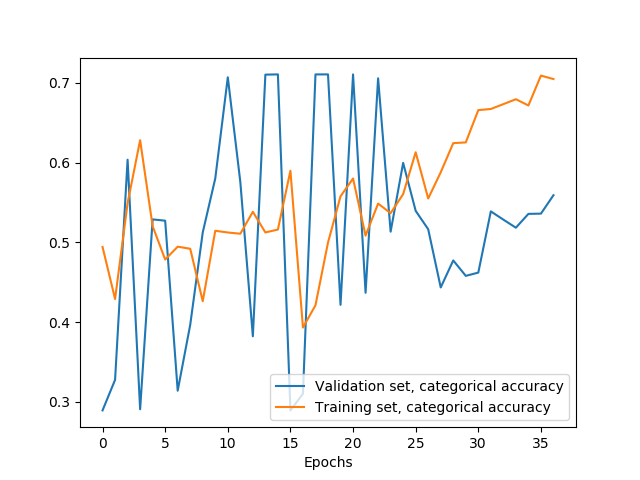 0.7
0.6
0.5
0.4
0.3
Validation set, categorical accuracy
Training set, categorical accuracy
0 5 10 15 20 25 30 35
Epochs